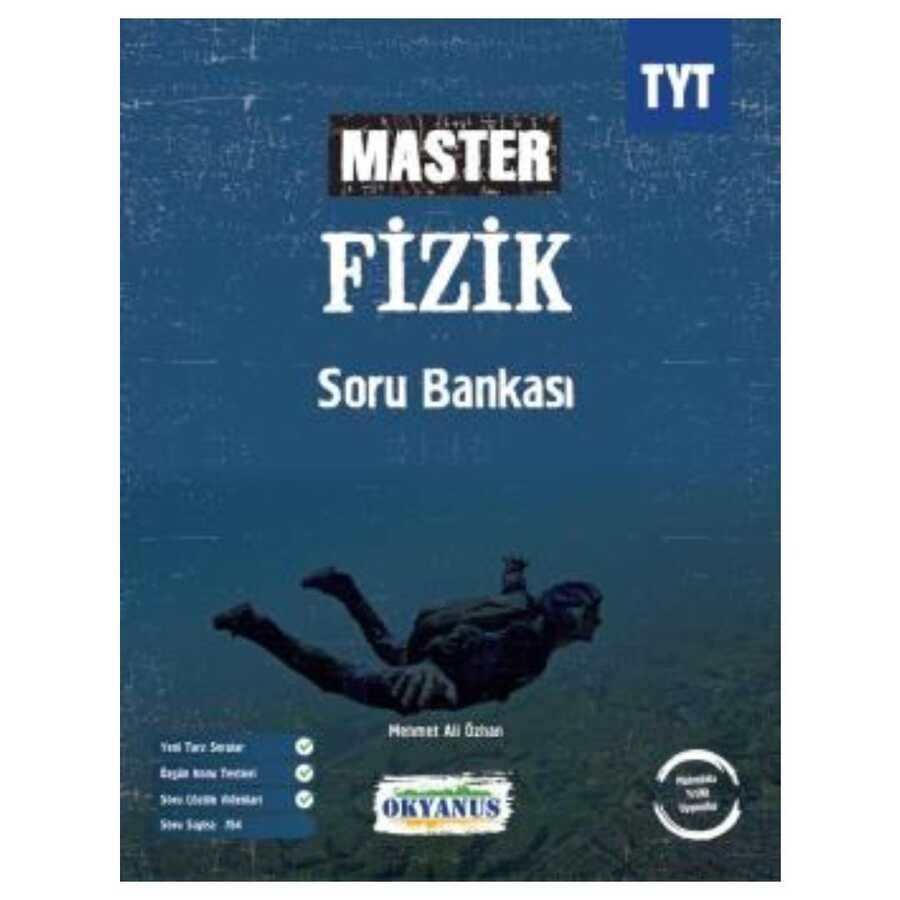 TYT
MASTER
FİZİK
Soru Bankası
Mehmet Ali Özhan
Yeni Tarz Sorular
Özgün Konu Testleri
Soru Çözüm Videoları
Soru Sayısı:
OKYANUS